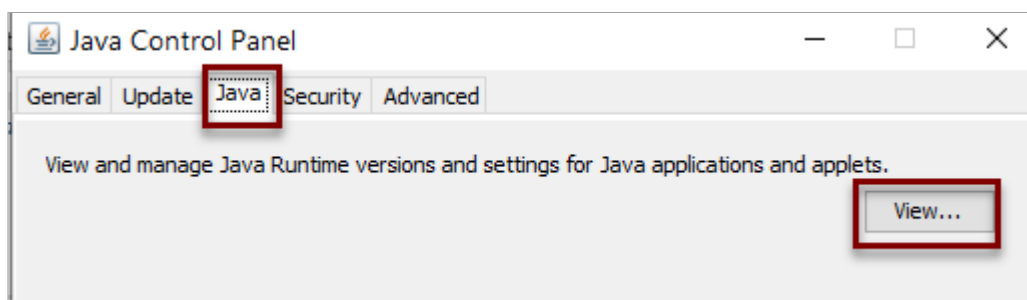 Java Control Panel
General Update Java Security Advanced
View and manage Java Runtime versions and settings for Java applications and applets.
View...